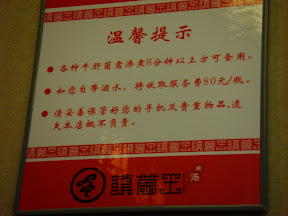 温馨提示
●各种牛肝菌需沸煮8分钟以上方可食用。
●如您自带酒水，将收取服务费80元/瓶。
●请妥善保管好您的手机及贵重物品,遗
失本店概不负责。
滇菌王